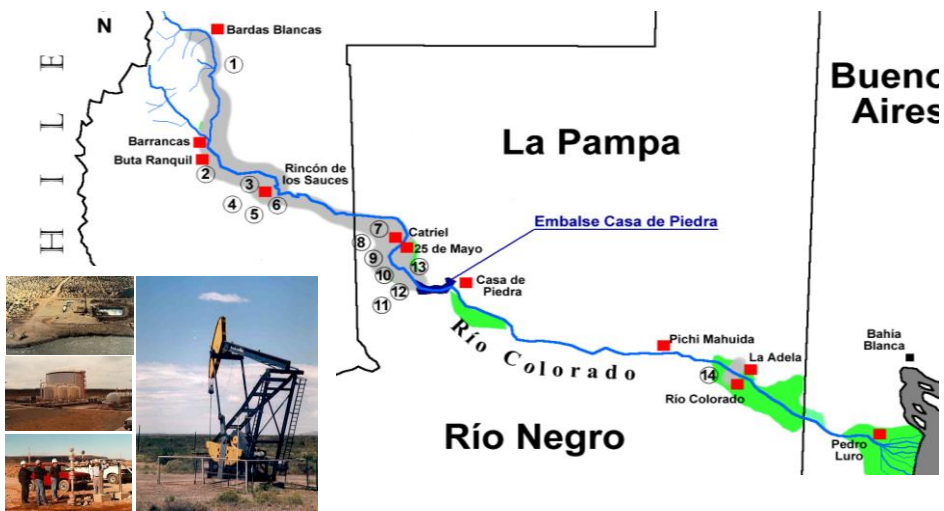 N
Bardas Blancas
1
CHILE
Barrancas
Buta Ranquil
2
Rincón de
los Sauces
3
4
5
6
La Pampa
Bueno
Aires
Embalse Casa de Piedra
7
Catriel
25 de Mayo
8
9
10
13
11
12
Casa de
Piedra
Río Colorado
Pichi Mahuida
La Adela
14
Río Colorado
Bahía
Blanca
Río Negro
Pedro
Luro